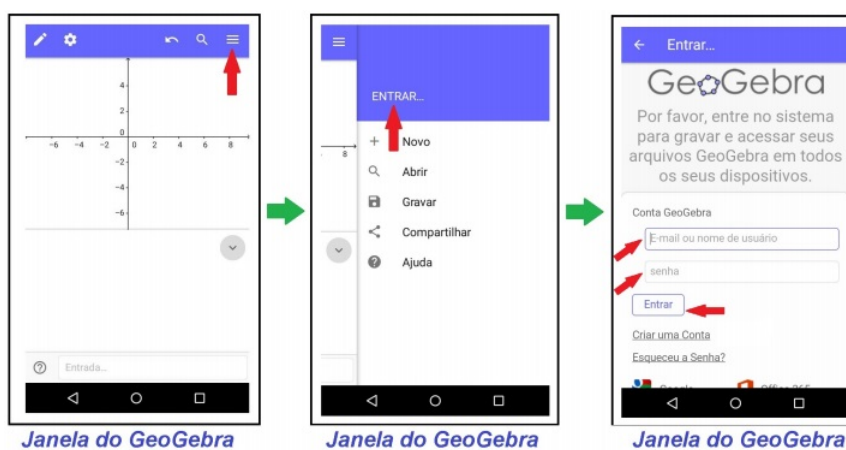 4
2
0
-6 -4 -2 0 2 4 6 8
-2
-4
-6
Entrada...
Janela do GeoGebra
ENTRAR...
8
Novo
Abrir
Gravar
Compartilhar
Ajuda
Janela do GeoGebra
Entrar...
GeoGebra
Por favor, entre no sistema
para gravar e acessar seus
arquivos GeoGebra em todos
os seus dispositivos.
Conta GeoGebra
E-mail ou nome de usuário
senha
Entrar
Criar uma Conta
Esqueceu a Senha?
Google Office 365
Janela do GeoGebra